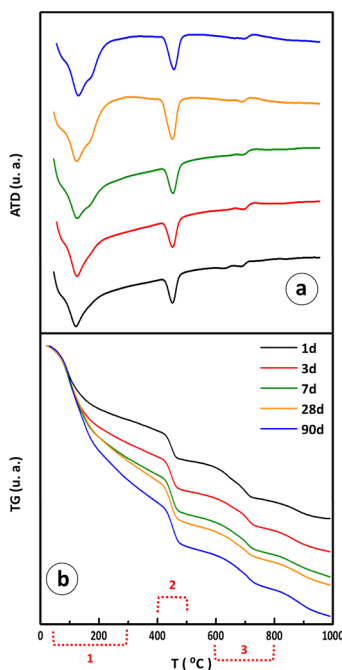 ATD (u. a.)
a
TG (u. a.)
1d
3d
7d
28d
90d
b
2
0 200 400 600 800 1000
1
3
T ( °C)